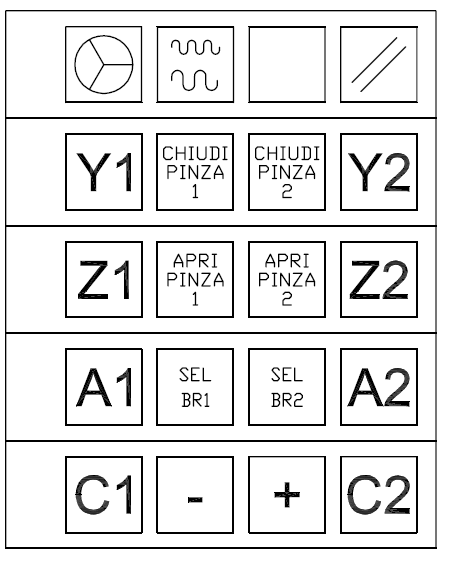 Y1 CHIUDI PINZA 1 CHIUDI PINZA 2 Y2
Z1 APRI PINZA 1 APRI PINZA 2 Z2
A1 SEL BR1 SEL BR2 A2
C1 - + C2